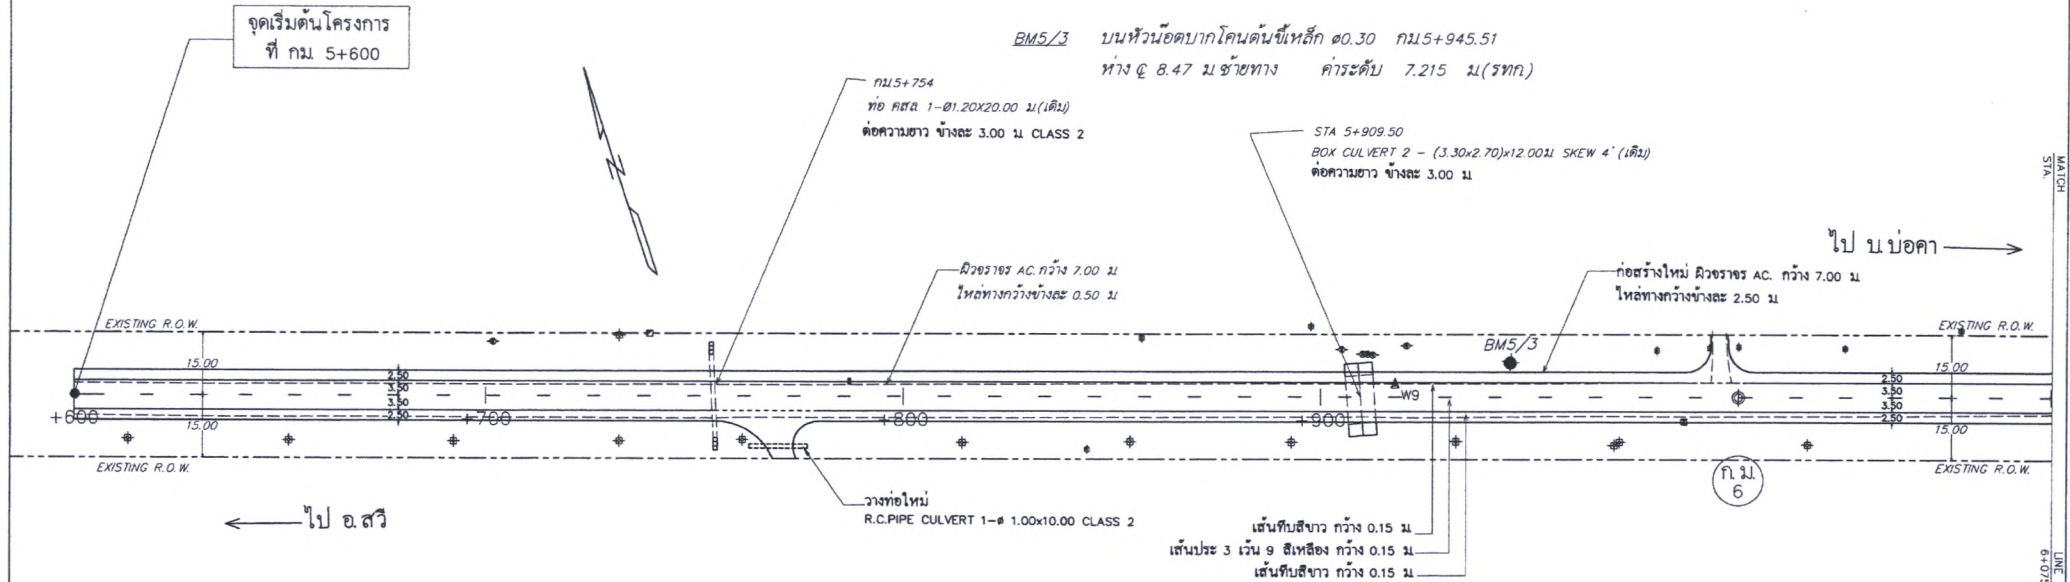 จุดเริ่มต้นโครงการ
ที่ กม. 5+600
BM5/3 บนหัวน๊อตบากโคนต้นขี้เหล็ก ø0.30 กม.5+945.51
ห่าง ℄ 8.47 ม.ซ้ายทาง ค่าระดับ 7.215 ม.(รทก.)
กม.5+754
ท่อ คสล. 1-Ø1.20X20.00 ม.(เดิม)
ต่อความยาว ข้างละ 3.00 ม. CLASS 2
STA 5+909.50
BOX CULVERT 2 - (3.30x2.70)x12.00ม. SKEW 4° (เดิม)
ต่อความยาว ข้างละ 3.00 ม.
MATCH
STA.
ไป บ.บ่อคา
ผิวจราจร AC. กว้าง 7.00 ม.
ไหล่ทางกว้างข้างละ 0.50 ม.
ก่อสร้างใหม่ ผิวจราจร AC. กว้าง 7.00 ม.
ไหล่ทางกว้างข้างละ 2.50 ม.
EXISTING R.O.W.
EXISTING R.O.W.
BM5/3
15.00
15.00
2.50
3.50
3.50
2.50
2.50
3.50
3.50
2.50
W9
+600
+700
+800
+900
15.00
15.00
EXISTING R.O.W.
EXISTING R.O.W.
ก.ม.
6
วางท่อใหม่
R.C.PIPE CULVERT 1-ø 1.00x10.00 CLASS 2
ไป อ.สวี
เส้นทึบสีขาว กว้าง 0.15 ม.
เส้นประ 3 เว้น 9 สีเหลือง กว้าง 0.15 ม.
เส้นทึบสีขาว กว้าง 0.15 ม.
LINE